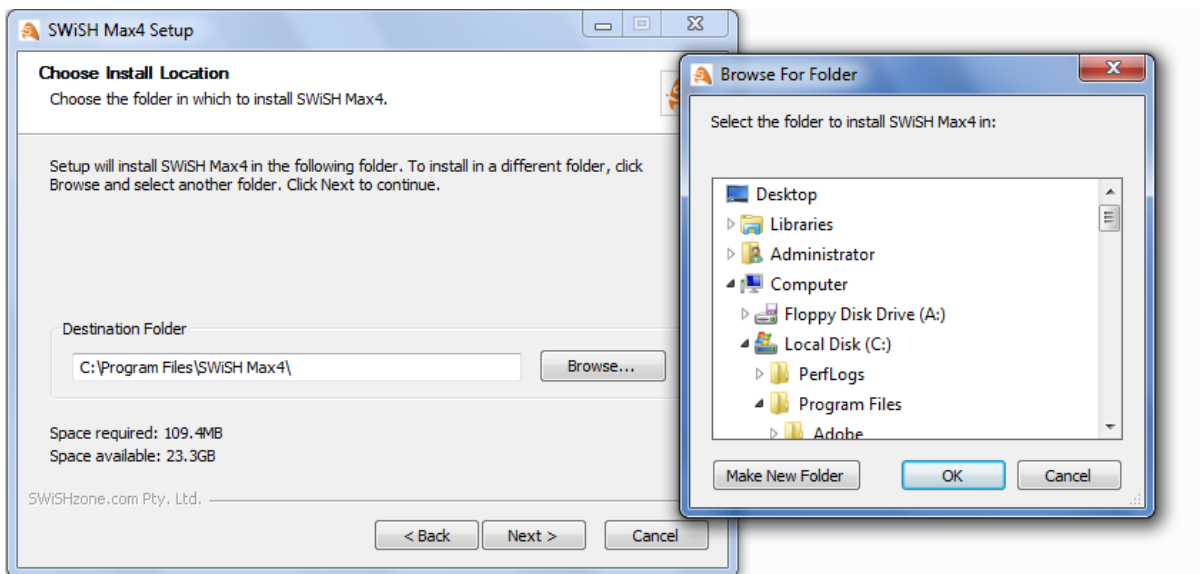 SWiSH Max4 Setup
Choose Install Location
Choose the folder in which to install SWiSH Max4.
Setup will install SWiSH Max4 in the following folder. To install in a different folder, click
Browse and select another folder. Click Next to continue.
Destination Folder
C:\Program Files\SWiSH Max4\
Browse...
Space required: 109.4MB
Space available: 23.3GB
SWiSHzone.com Pty. Ltd.
< Back
Next >
Cancel
Browse For Folder
Select the folder to install SWiSH Max4 in:
Desktop
Libraries
Administrator
Computer
Floppy Disk Drive (A:)
Local Disk (C:)
PerfLogs
Program Files
Adobe
Make New Folder
OK
Cancel